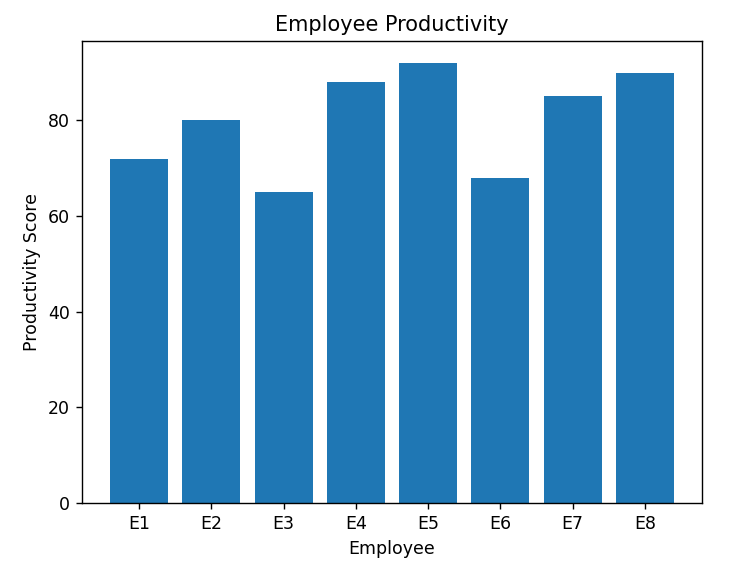 Employee Productivity
Productivity Score
80
60
40
20
0
E1 E2 E3 E4 E5 E6 E7 E8
Employee